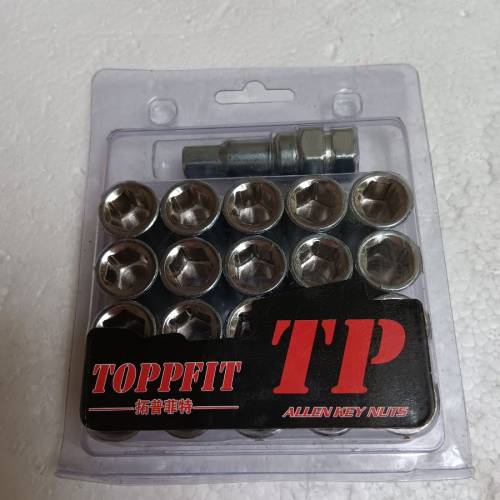 TOPPFIT
拓普菲特
TP
ALLEN KEY NUTS